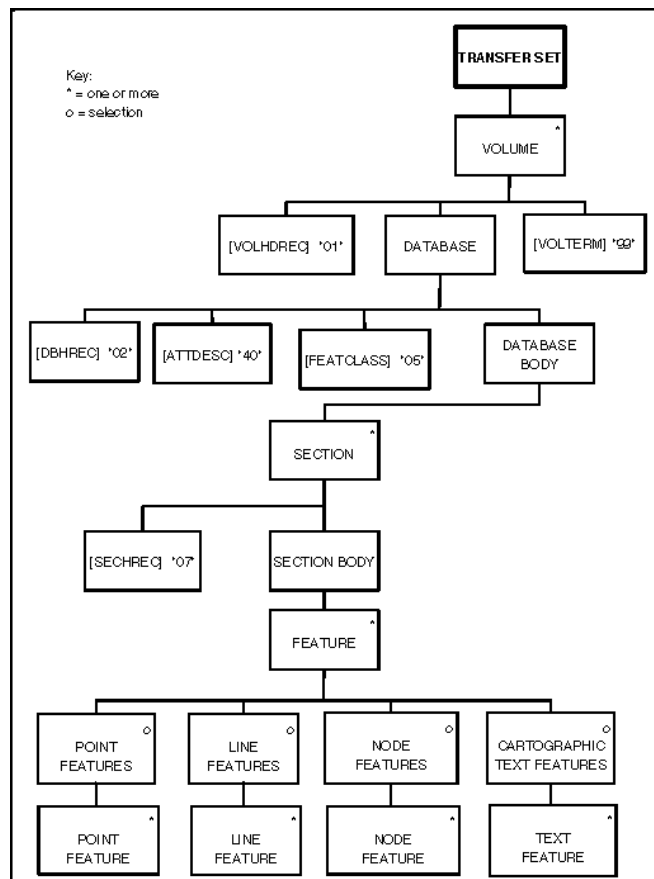 TRANSFER SET
Key:
* = one or more
o = selection
*
VOLUME
[VOLHDREC] '01'
DATABASE
[VOLTERM] '99'
[DBHREC] '02'
[ATTDESC] '40'
[FEATCLASS] '05'
DATABASE
BODY
*
SECTION
[SECHREC] '07'
SECTION BODY
*
FEATURE
o
POINT
FEATURES
o
LINE
FEATURES
o
NODE
FEATURES
o
CARTOGRAPHIC
TEXT FEATURES
*
POINT
FEATURE
*
LINE
FEATURE
*
NODE
FEATURE
*
TEXT
FEATURE